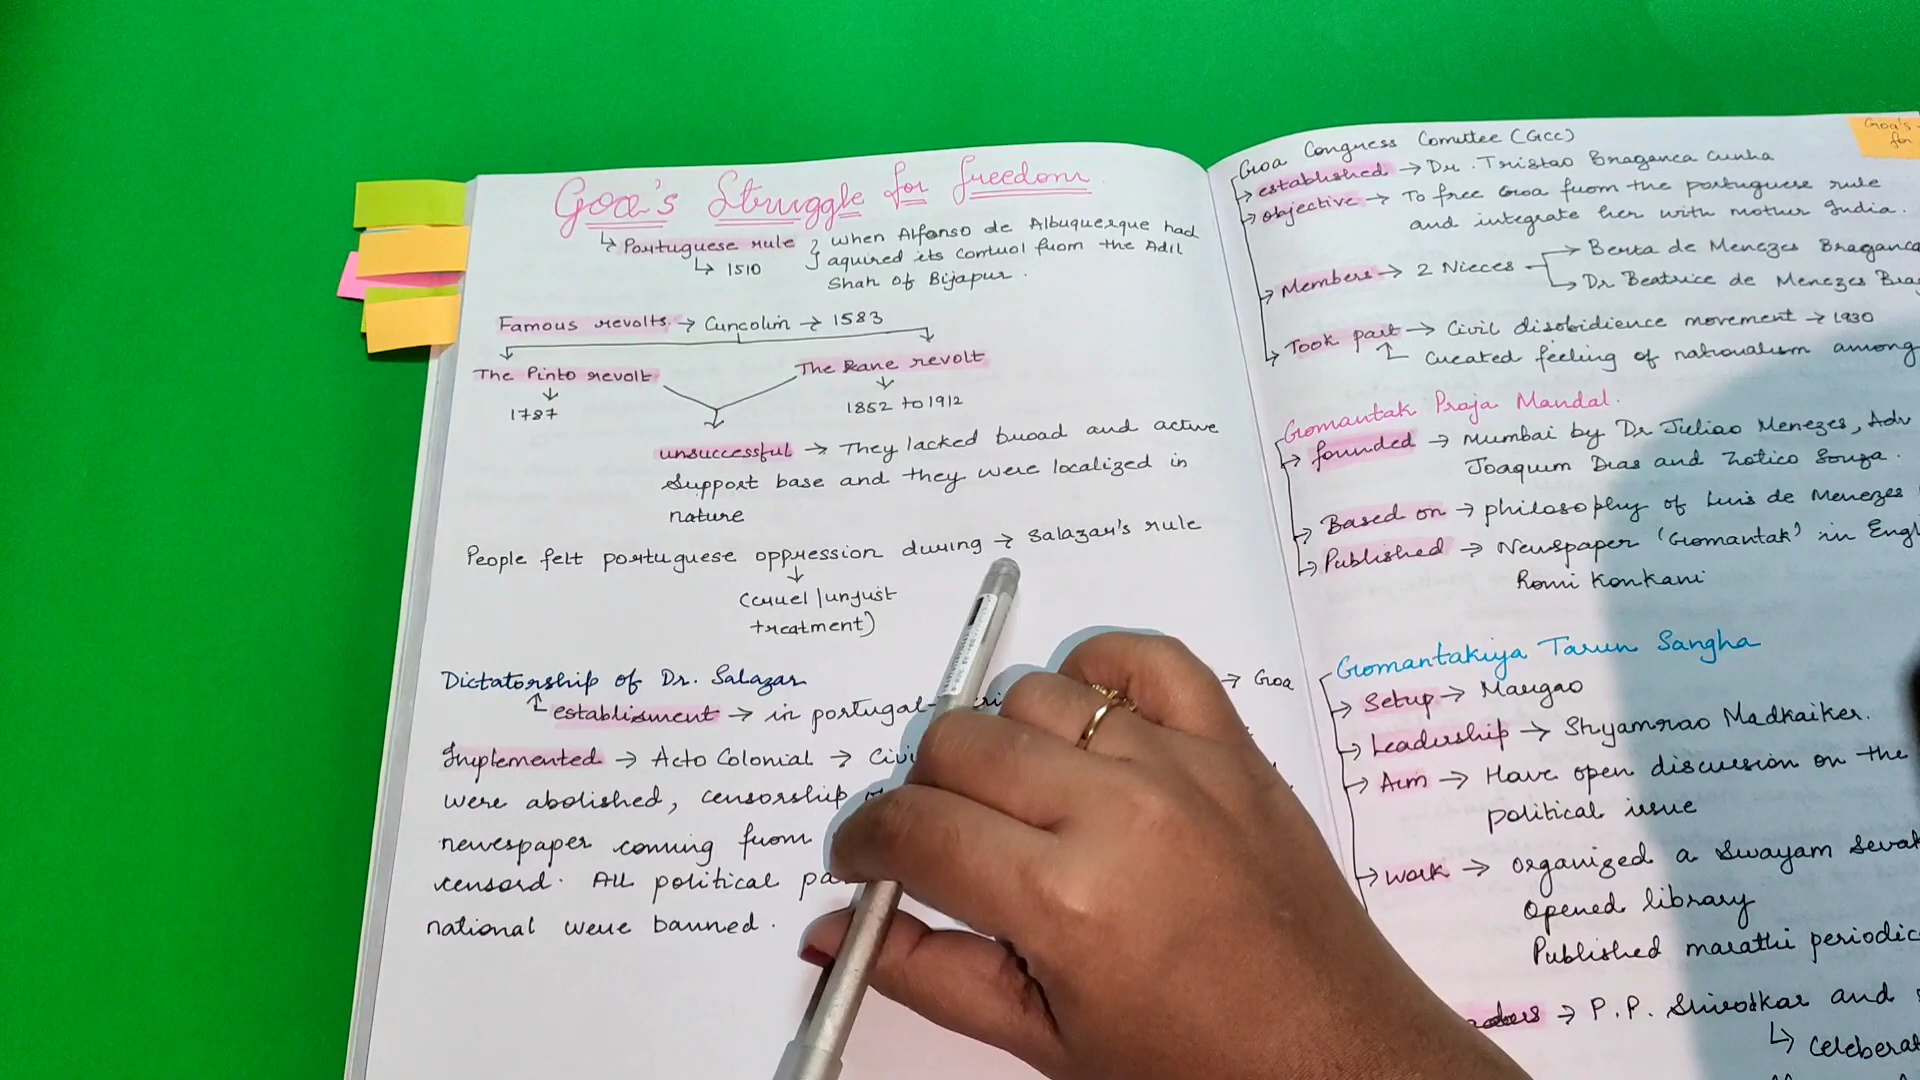 Goa's Struggle for freedom
↳ Portuguese rule
↳ 1510
when Alfonso de Albuquerque had
aquired its control from the Adil
Shah of Bijapur.
Famous revolts → Cuncolim → 1583
The Pinto revolt
1787
The Rane revolt
1852 to 1912
unsuccessful → They lacked broad and active
support base and they were localized in
nature
People felt portuguese oppression during → Salazar's rule
(cruel/unjust
treatment)
Dictatorship of Dr. Salazar
establisment → in portugal → Goa
Implemented → Acto Colonial →
were abolished, censorship
newspaper coming from
censord. All political
national were banned.
Goa Congress Comittee (GCC)
→ established → Dr. Tristao Braganca Cunha
→ objective → To free Goa from the portuguese rule
and integrate her with mother India.
→ Members → 2 Nieces → Berta de Menezes Braganca
→ Dr Beatrice de Menezes
→ Took part → Civil disobidience movement → 1930
Created feeling of nationalism among
Gomantak Praja Mandal.
→ founded → Mumbai by Dr Juliao Menezes, Adv
Joaquim Dias and Zotico Souza.
→ Based on → philosophy of Luis de Menezes
→ Published → Newspaper 'Gomantak' in
Romi Konkani
Gomantakiya Tarun Sangha
→ Setup → Margao
→ Leadership → Shyamrao Madkaiker.
→ Aim → Have open discussion on the
political issue
→ work → organized a Swayam
Opened library
Published marathi
→ P.P. Shirodkar and
↳
Goa's
for